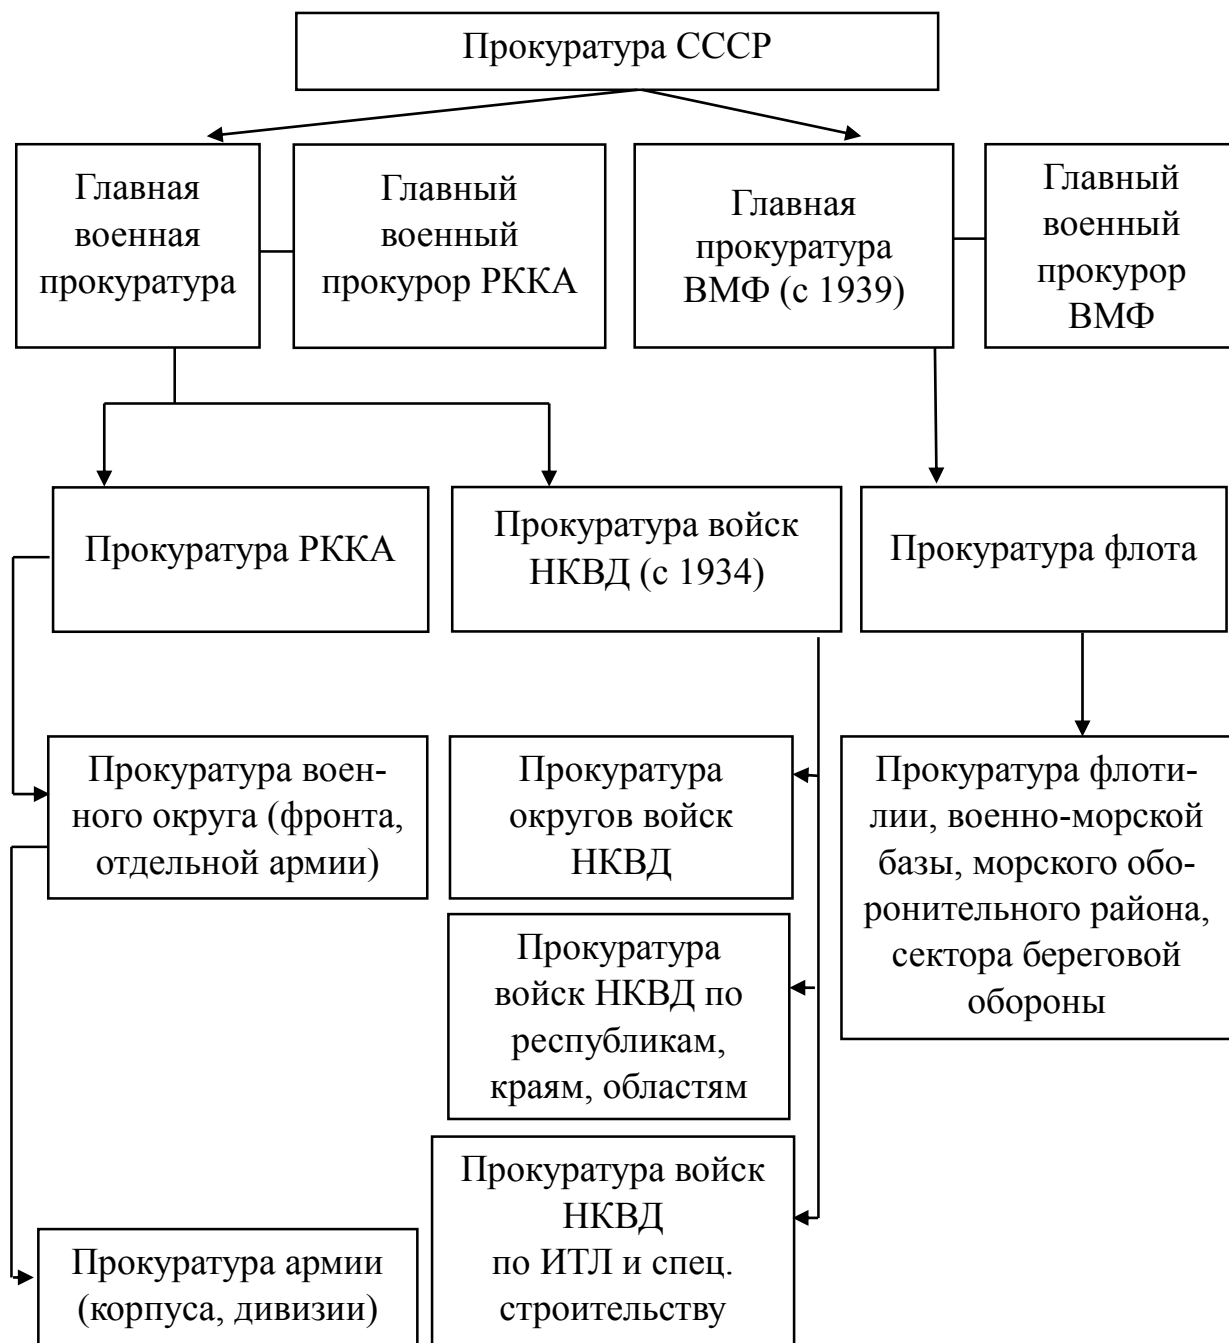 Прокуратура СССР
Главная
военная
прокуратура
Главный
военный
прокурор РККА
Главная
прокуратура
ВМФ (с 1939)
Главный
военный
прокурор
ВМФ
Прокуратура РККА
Прокуратура войск
НКВД (с 1934)
Прокуратура флота
Прокуратура воен-
ного округа (фронта,
отдельной армии)
Прокуратура
округов войск
НКВД
Прокуратура флоти-
лии, военно-морской
базы, морского обо-
ронительного района,
сектора береговой
обороны
Прокуратура
войск НКВД по
республикам,
краям, областям
Прокуратура армии
(корпуса, дивизии)
Прокуратура войск
НКВД
по ИТЛ и спец.
строительству